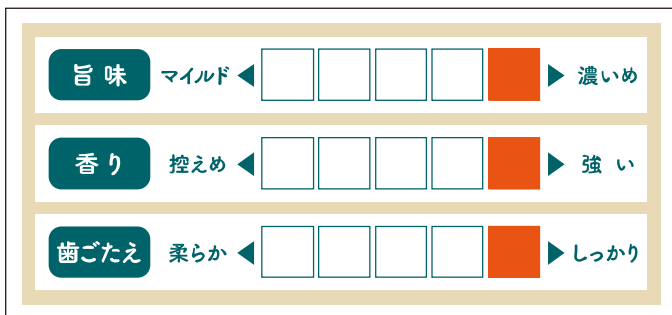 旨味 マイルド 濃いめ
香り 控えめ 強い
歯ごたえ 柔らか しっかり